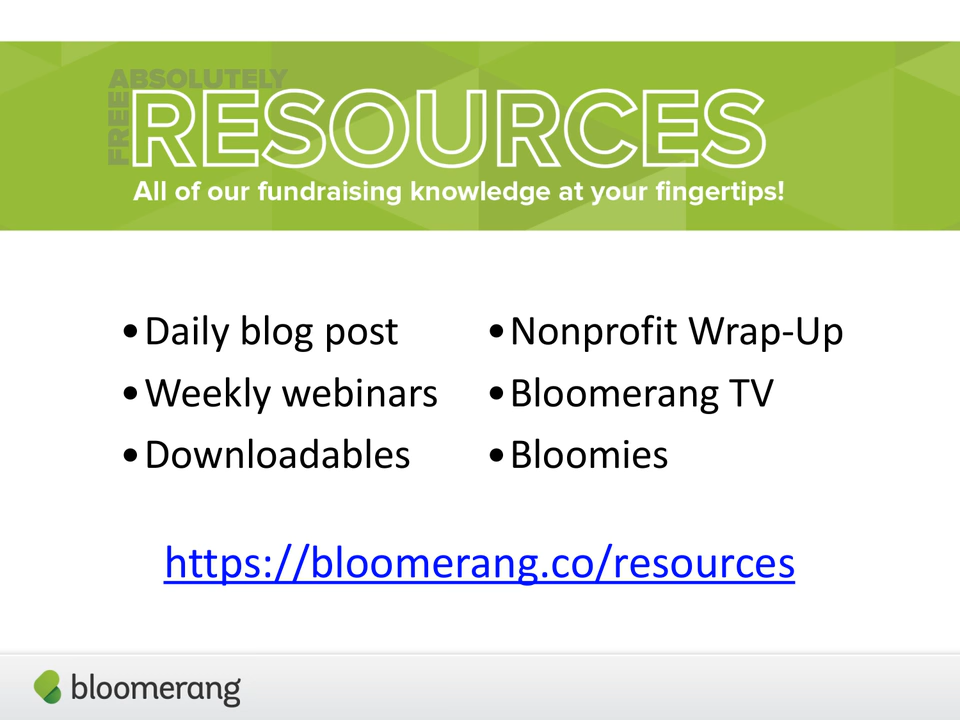 ABSOLUTELY
FREE
RESOURCES
All of our fundraising knowledge at your fingertips!
•Daily blog post
•Weekly webinars
•Downloadables
•Nonprofit Wrap-Up
•Bloomerang TV
•Bloomies
https://bloomerang.co/resources
bloomerang